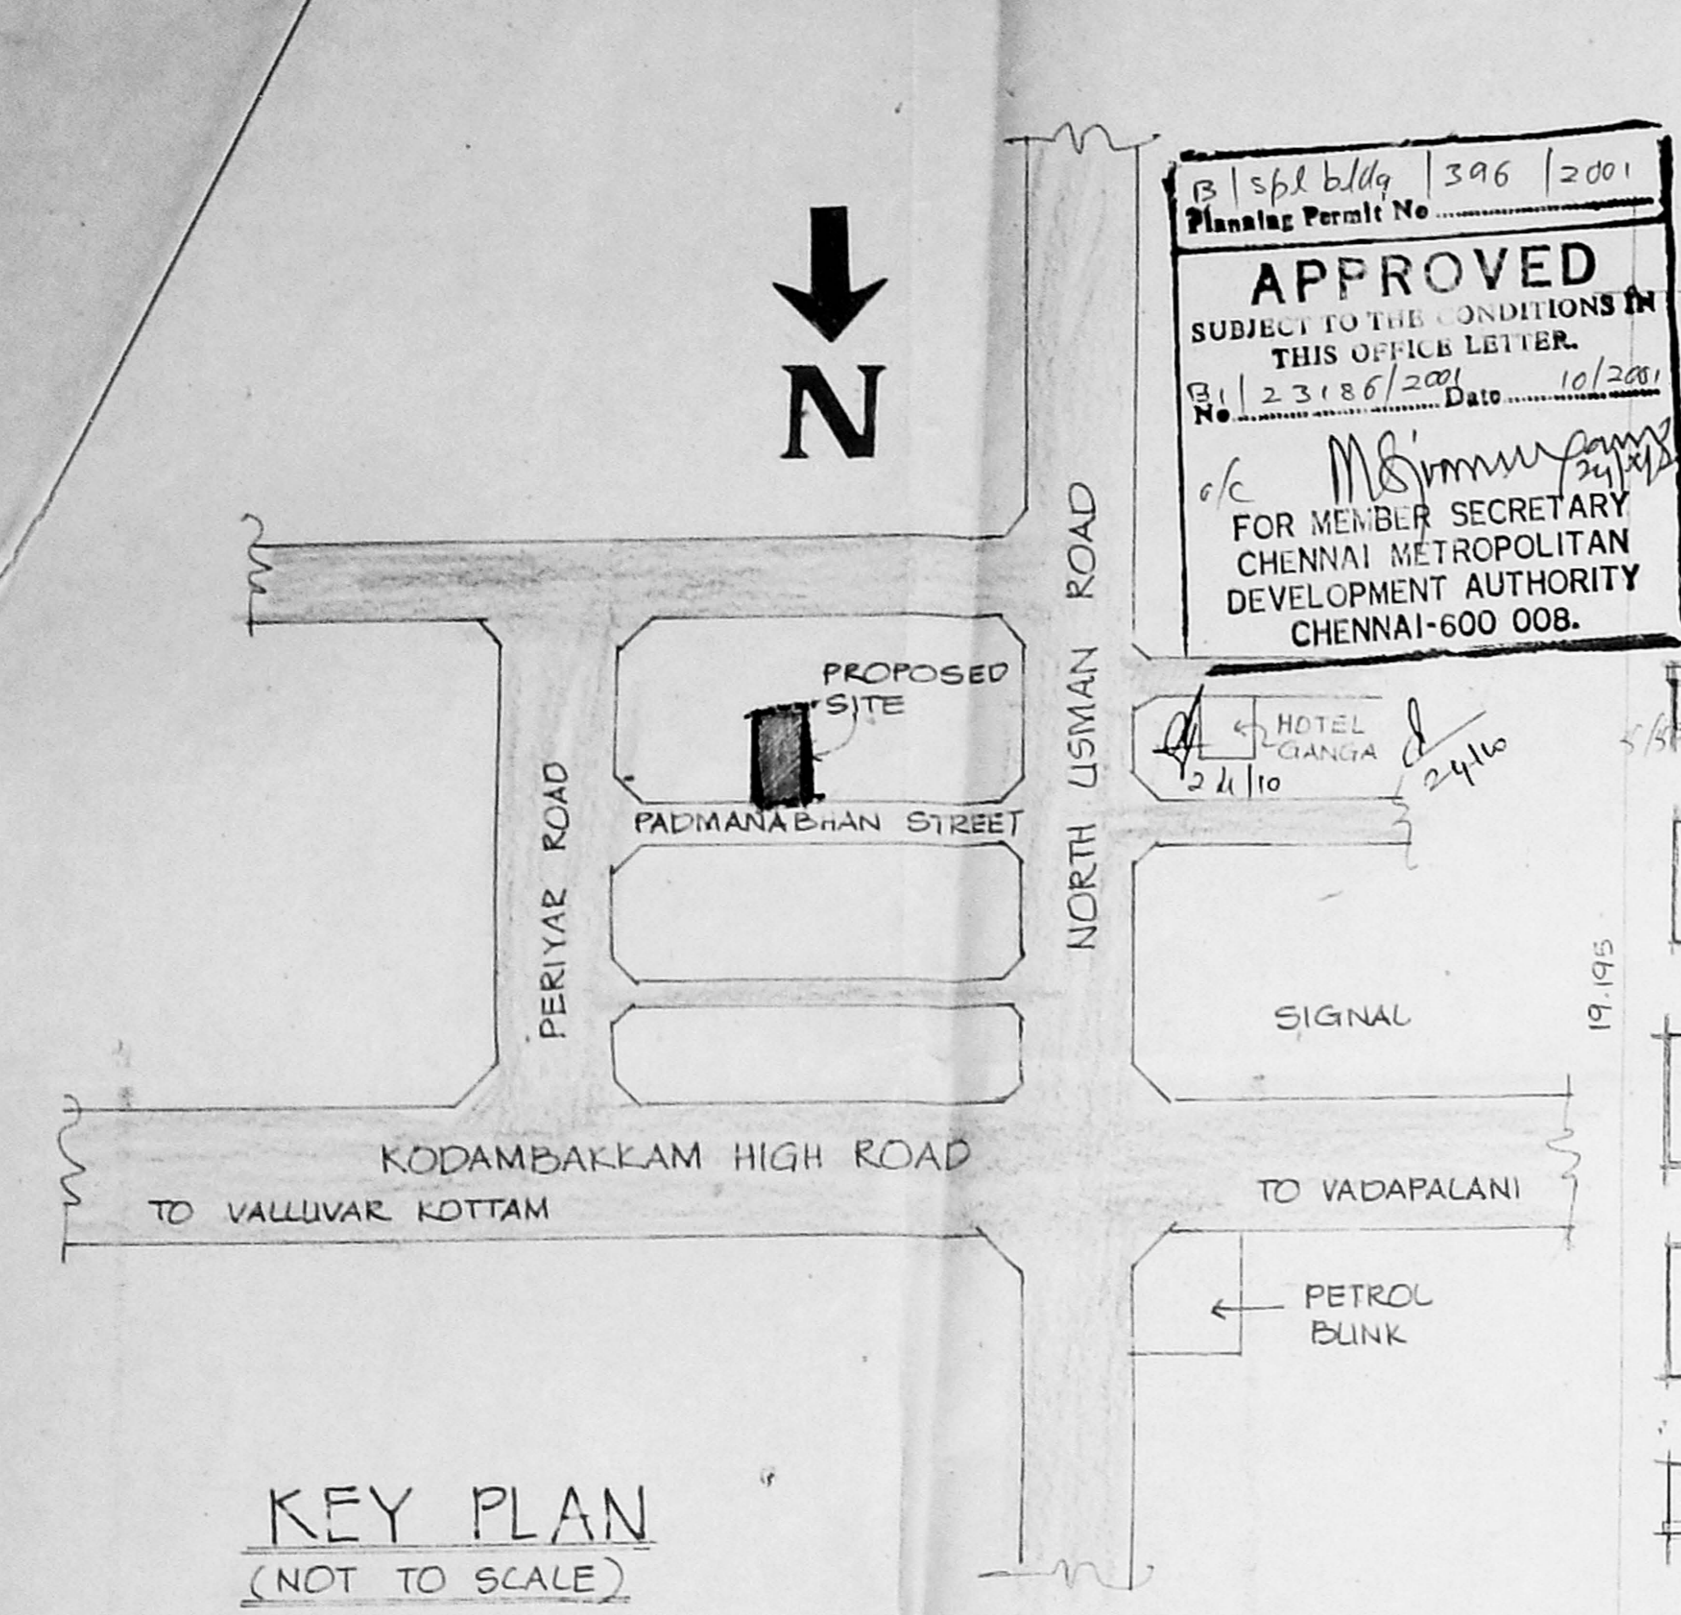 B / spl bldg / 396 / 2001
Planning Permit No
APPROVED
SUBJECT TO THE CONDITIONS IN
THIS OFFICE LETTER.
B1 / 23186/2001 10/2001
No. Date
FOR MEMBER SECRETARY
CHENNAI METROPOLITAN
DEVELOPMENT AUTHORITY
CHENNAI-600 008.
N
PROPOSED
SITE
HOTEL
GANGA
24/10
24/10
PADMANABHAN STREET
PERIYAR ROAD
NORTH USMAN ROAD
SIGNAL
19.195
KODAMBAKKAM HIGH ROAD
TO VALLUVAR KOTTAM
TO VADAPALANI
PETROL
BUNK
KEY PLAN
(NOT TO SCALE)